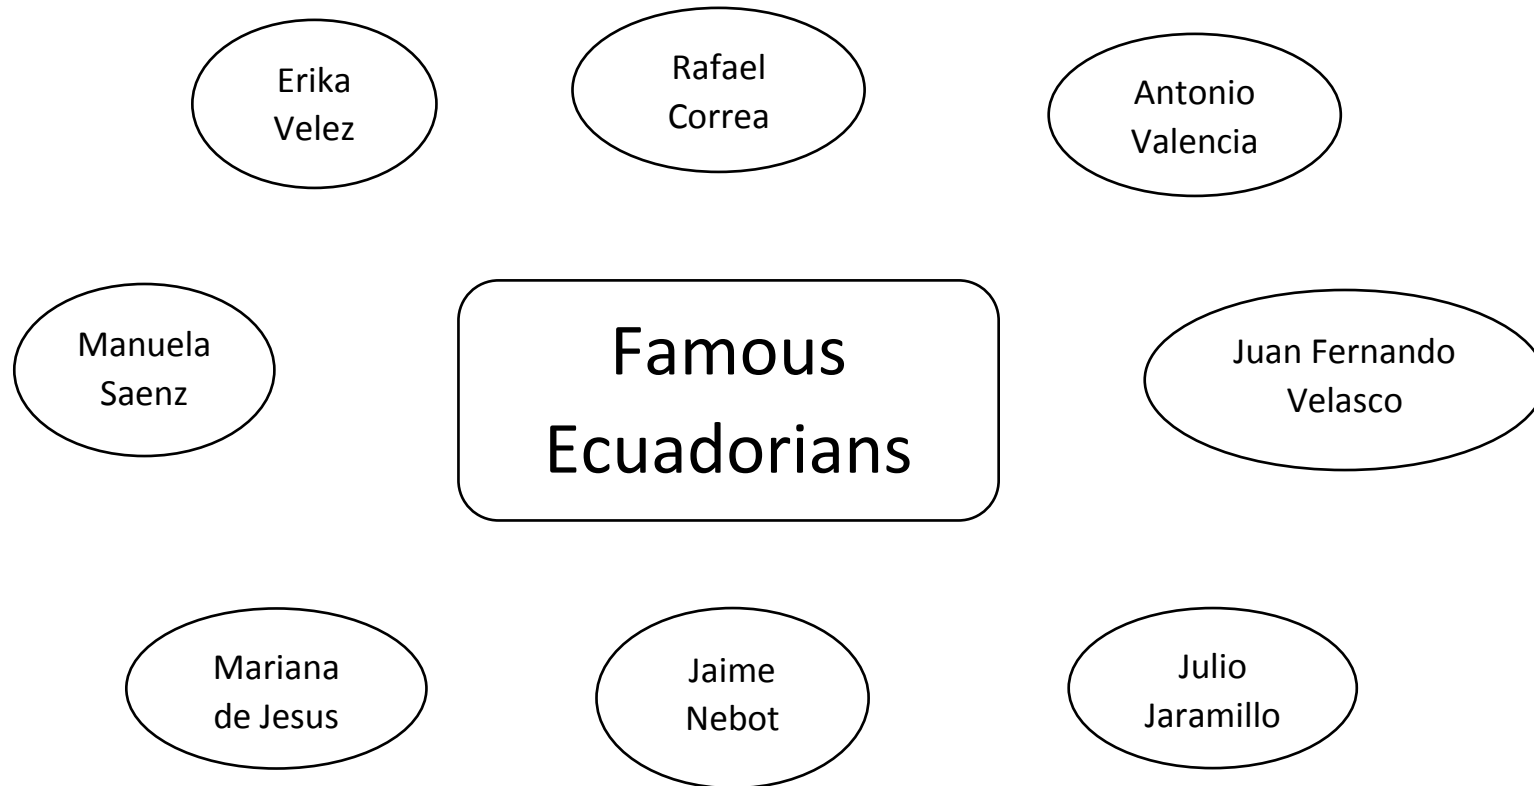 Erika
Velez
Rafael
Correa
Antonio
Valencia
Manuela
Saenz
Famous
Ecuadorians
Juan Fernando
Velasco
Mariana
de Jesus
Jaime
Nebot
Julio
Jaramillo